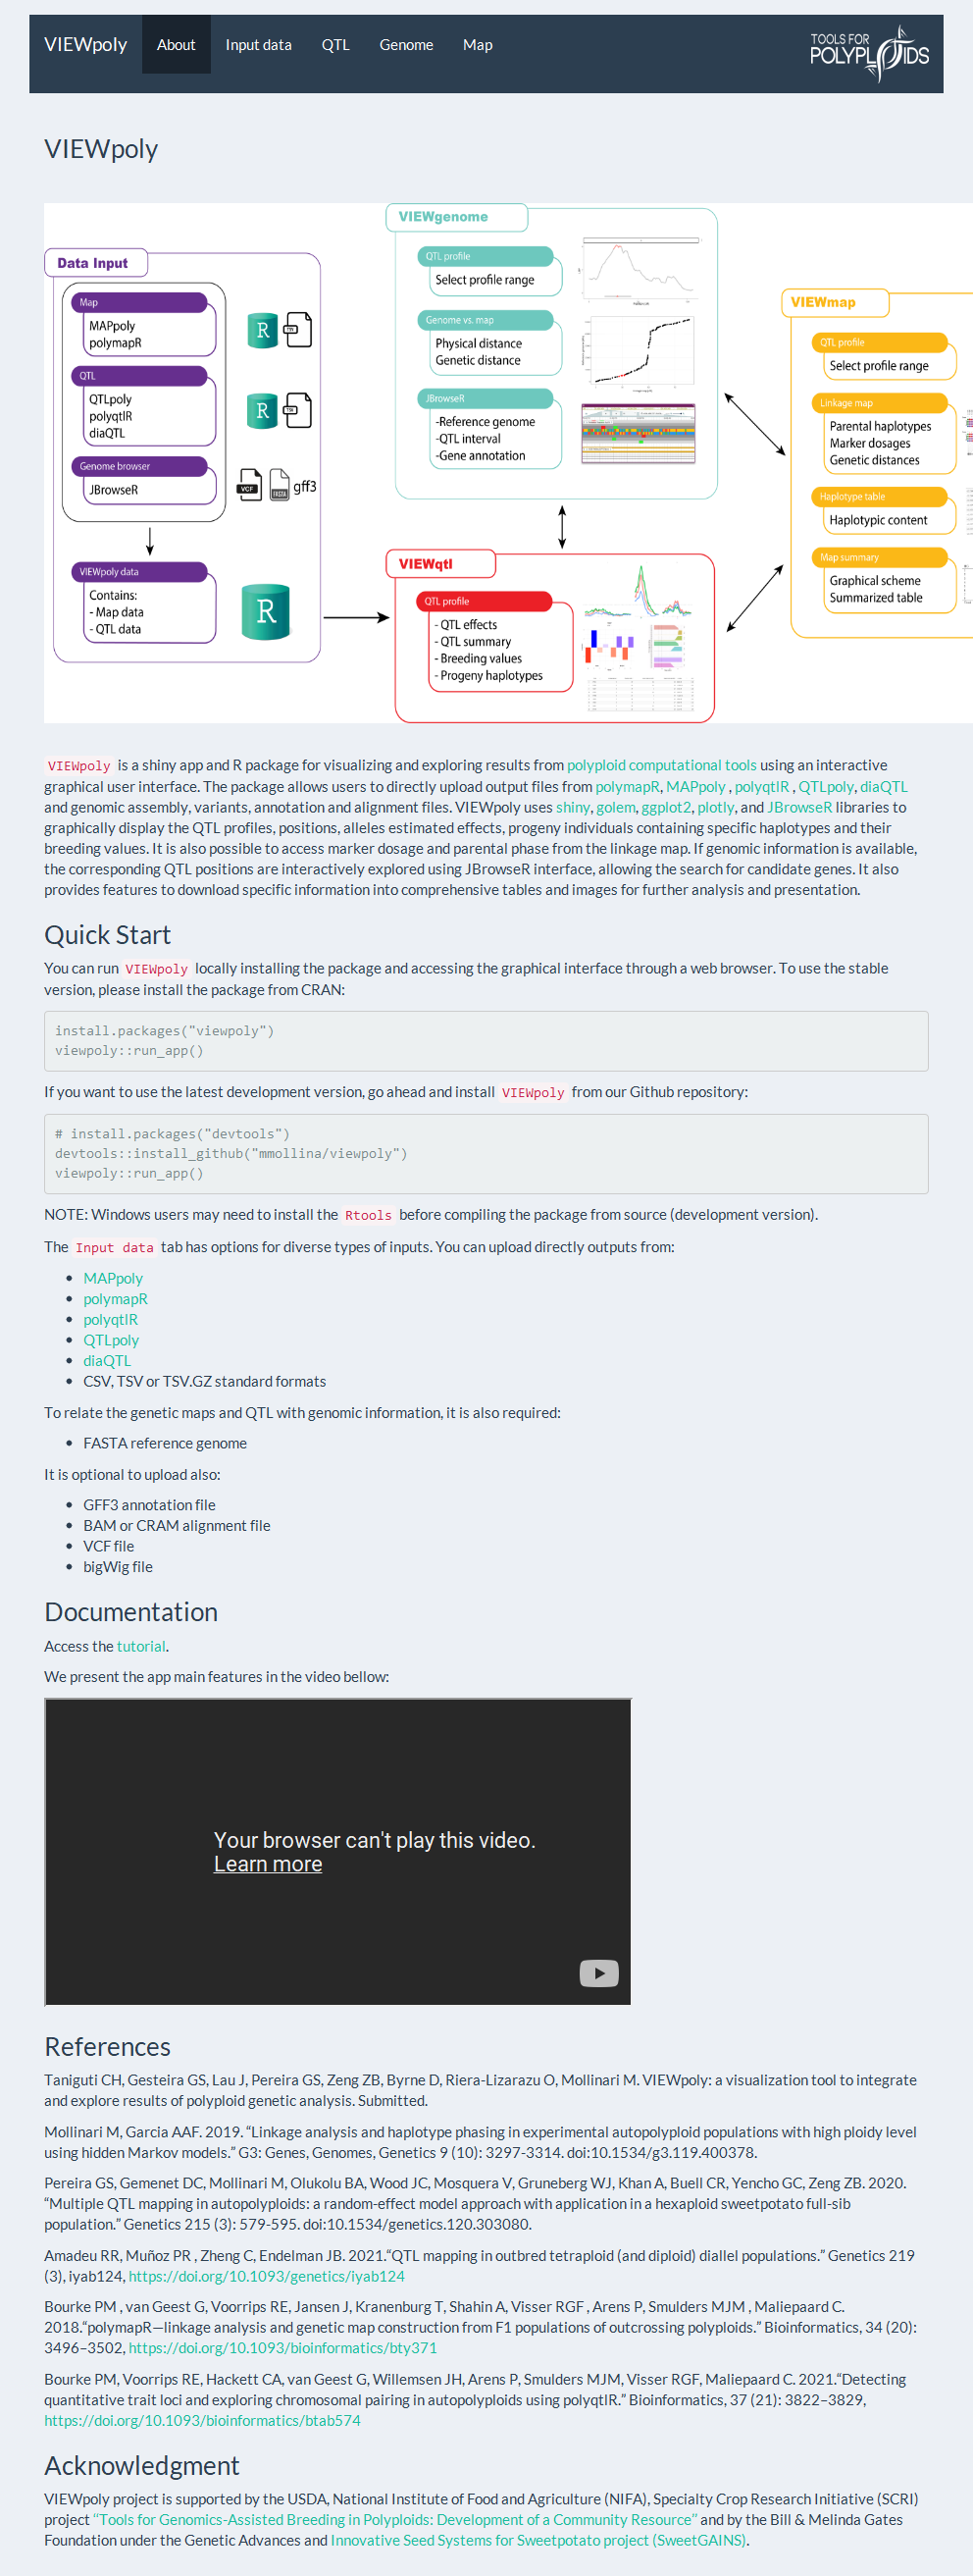 VIEWpoly About Input data QTL Genome Map
TOOLS FOR
POLYPLOIDS
VIEWpoly
Data Input
Map
MAPpoly
polymapR
QTL
QTLpoly
polyqtlR
diaQTL
Genome browser
JBrowseR
R
R
VCF
FASTA
gff3
VIEWpoly data
Contains:
- Map data
- QTL data
R
VIEWgenome
QTL profile
Select profile range
Genome vs. map
Physical distance
Genetic distance
JBrowseR
-Reference genome
-QTL interval
-Gene annotation
VIEWqtl
QTL profile
- QTL effects
- QTL summary
- Breeding values
- Progeny haplotypes
VIEWmap
QTL profile
Select profile range
Linkage map
Parental haplotypes
Marker dosages
Genetic distances
Haplotype table
Haplotypic content
Map summary
Graphical scheme
Summarized table
VIEWpoly is a shiny app and R package for visualizing and exploring results from polyploid computational tools using an interactive
graphical user interface. The package allows users to directly upload output files from polymapR, MAPpoly , polyqtlR , QTLpoly, diaQTL
and genomic assembly, variants, annotation and alignment files. VIEWpoly uses shiny, golem, ggplot2, plotly, and JBrowseR libraries to
graphically display the QTL profiles, positions, alleles estimated effects, progeny individuals containing specific haplotypes and their
breeding values. It is also possible to access marker dosage and parental phase from the linkage map. If genomic information is available,
the corresponding QTL positions are interactively explored using JBrowseR interface, allowing the search for candidate genes. It also
provides features to download specific information into comprehensive tables and images for further analysis and presentation.
Quick Start
You can run VIEWpoly locally installing the package and accessing the graphical interface through a web browser. To use the stable
version, please install the package from CRAN:
install.packages("viewpoly")
viewpoly::run_app()
If you want to use the latest development version, go ahead and install VIEWpoly from our Github repository:
# install.packages("devtools")
devtools::install_github("mmollina/viewpoly")
viewpoly::run_app()
NOTE: Windows users may need to install the Rtools before compiling the package from source (development version).
The Input data tab has options for diverse types of inputs. You can upload directly outputs from:
• MAPpoly
• polymapR
• polyqtlR
• QTLpoly
• diaQTL
• CSV, TSV or TSV.GZ standard formats
To relate the genetic maps and QTL with genomic information, it is also required:
• FASTA reference genome
It is optional to upload also:
• GFF3 annotation file
• BAM or CRAM alignment file
• VCF file
• bigWig file
Documentation
Access the tutorial.
We present the app main features in the video bellow:
Your browser can't play this video.
Learn more
References
Taniguti CH, Gesteira GS, Lau J, Pereira GS, Zeng ZB, Byrne D, Riera-Lizarazu O, Mollinari M. VIEWpoly: a visualization tool to integrate
and explore results of polyploid genetic analysis. Submitted.
Mollinari M, Garcia AAF. 2019. “Linkage analysis and haplotype phasing in experimental autopolyploid populations with high ploidy level
using hidden Markov models.” G3: Genes, Genomes, Genetics 9 (10): 3297-3314. doi:10.1534/g3.119.400378.
Pereira GS, Gemenet DC, Mollinari M, Olukolu BA, Wood JC, Mosquera V, Gruneberg WJ, Khan A, Buell CR, Yencho GC, Zeng ZB. 2020.
“Multiple QTL mapping in autopolyploids: a random-effect model approach with application in a hexaploid sweetpotato full-sib
population.” Genetics 215 (3): 579-595. doi:10.1534/genetics.120.303080.
Amadeu RR, Muñoz PR , Zheng C, Endelman JB. 2021.“QTL mapping in outbred tetraploid (and diploid) diallel populations.” Genetics 219
(3), iyab124, https://doi.org/10.1093/genetics/iyab124
Bourke PM , van Geest G, Voorrips RE, Jansen J, Kranenburg T, Shahin A, Visser RGF , Arens P, Smulders MJM , Maliepaard C.
2018.“polymapR—linkage analysis and genetic map construction from F1 populations of outcrossing polyploids.” Bioinformatics, 34 (20):
3496–3502, https://doi.org/10.1093/bioinformatics/bty371
Bourke PM, Voorrips RE, Hackett CA, van Geest G, Willemsen JH, Arens P, Smulders MJM, Visser RGF, Maliepaard C. 2021.“Detecting
quantitative trait loci and exploring chromosomal pairing in autopolyploids using polyqtlR.” Bioinformatics, 37 (21): 3822–3829,
https://doi.org/10.1093/bioinformatics/btab574
Acknowledgment
VIEWpoly project is supported by the USDA, National Institute of Food and Agriculture (NIFA), Specialty Crop Research Initiative (SCRI)
project “Tools for Genomics-Assisted Breeding in Polyploids: Development of a Community Resource” and by the Bill & Melinda Gates
Foundation under the Genetic Advances and Innovative Seed Systems for Sweetpotato project (SweetGAINS).